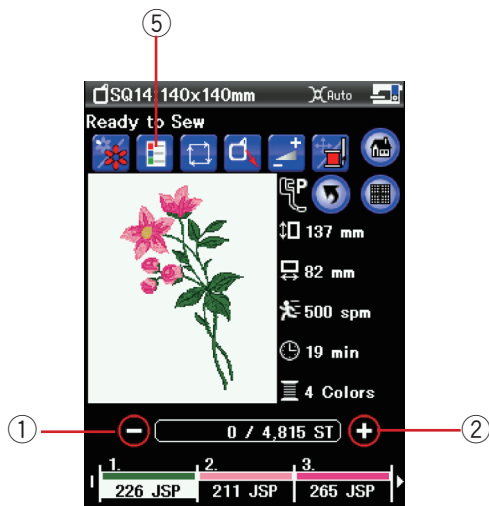 ⑤
SQ14:140x140mm Auto
Ready to Sew
P
137 mm
82 mm
500 spm
19 min
4 Colors
① − 0 / 4,815 ST + ②
1. 2. 3.
226 JSP 211 JSP 265 JSP